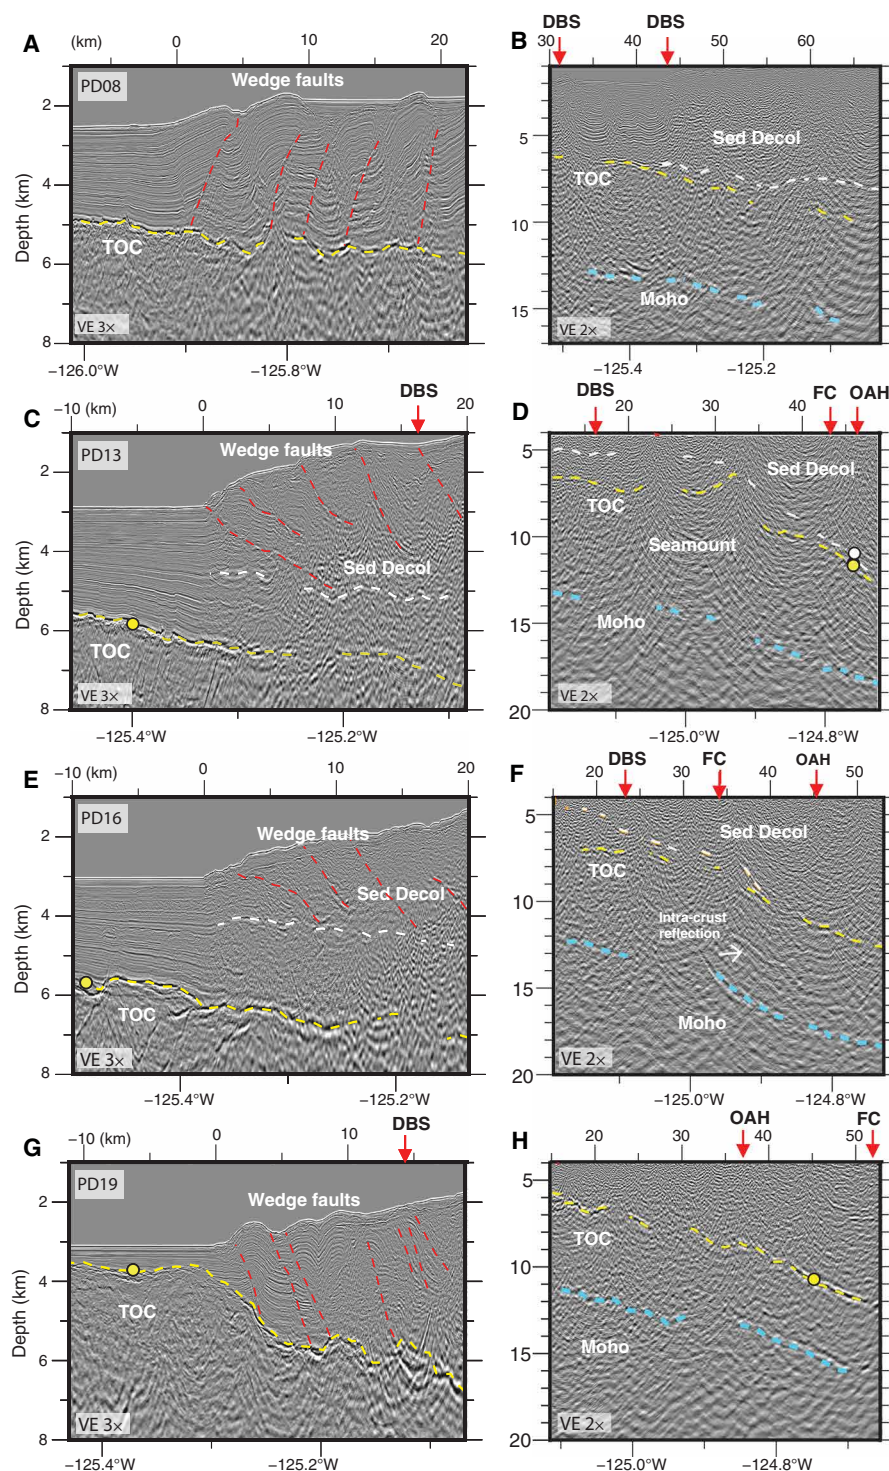 DBS DBS
A (km) 0 10 20 B 30 40 50 60
PD08 Wedge faults
2
4
6
8
Depth (km)
TOC
VE 3×
−126.0°W −125.8°W
5
10
15
Sed Decol
TOC
Moho
VE 2×
−125.4°W −125.2°W
DBS DBS FC OAH
C −10 (km) 0 10 20 D 20 30 40
PD13 Wedge faults
2
4
6
8
Depth (km)
Sed Decol
TOC
VE 3×
−125.4°W −125.2°W
5
10
15
20
Sed Decol
TOC
Seamount
Moho
VE 2×
−125.0°W −124.8°W
DBS FC OAH
E −10 (km) 0 10 20 F 20 30 40 50
PD16
Wedge faults
2
4
6
8
Depth (km)
Sed Decol
TOC
VE 3×
−125.4°W −125.2°W
5
10
15
20
Sed Decol
TOC
Intra-crust
reflection
Moho
VE 2×
−125.0°W −124.8°W
DBS OAH FC
G −10 (km) 0 10 H 20 30 40 50
PD19
Wedge faults
2
4
6
8
Depth (km)
TOC
VE 3×
−125.4°W −125.2°W
5
10
15
20
TOC
Moho
VE 2×
−125.0°W −124.8°W